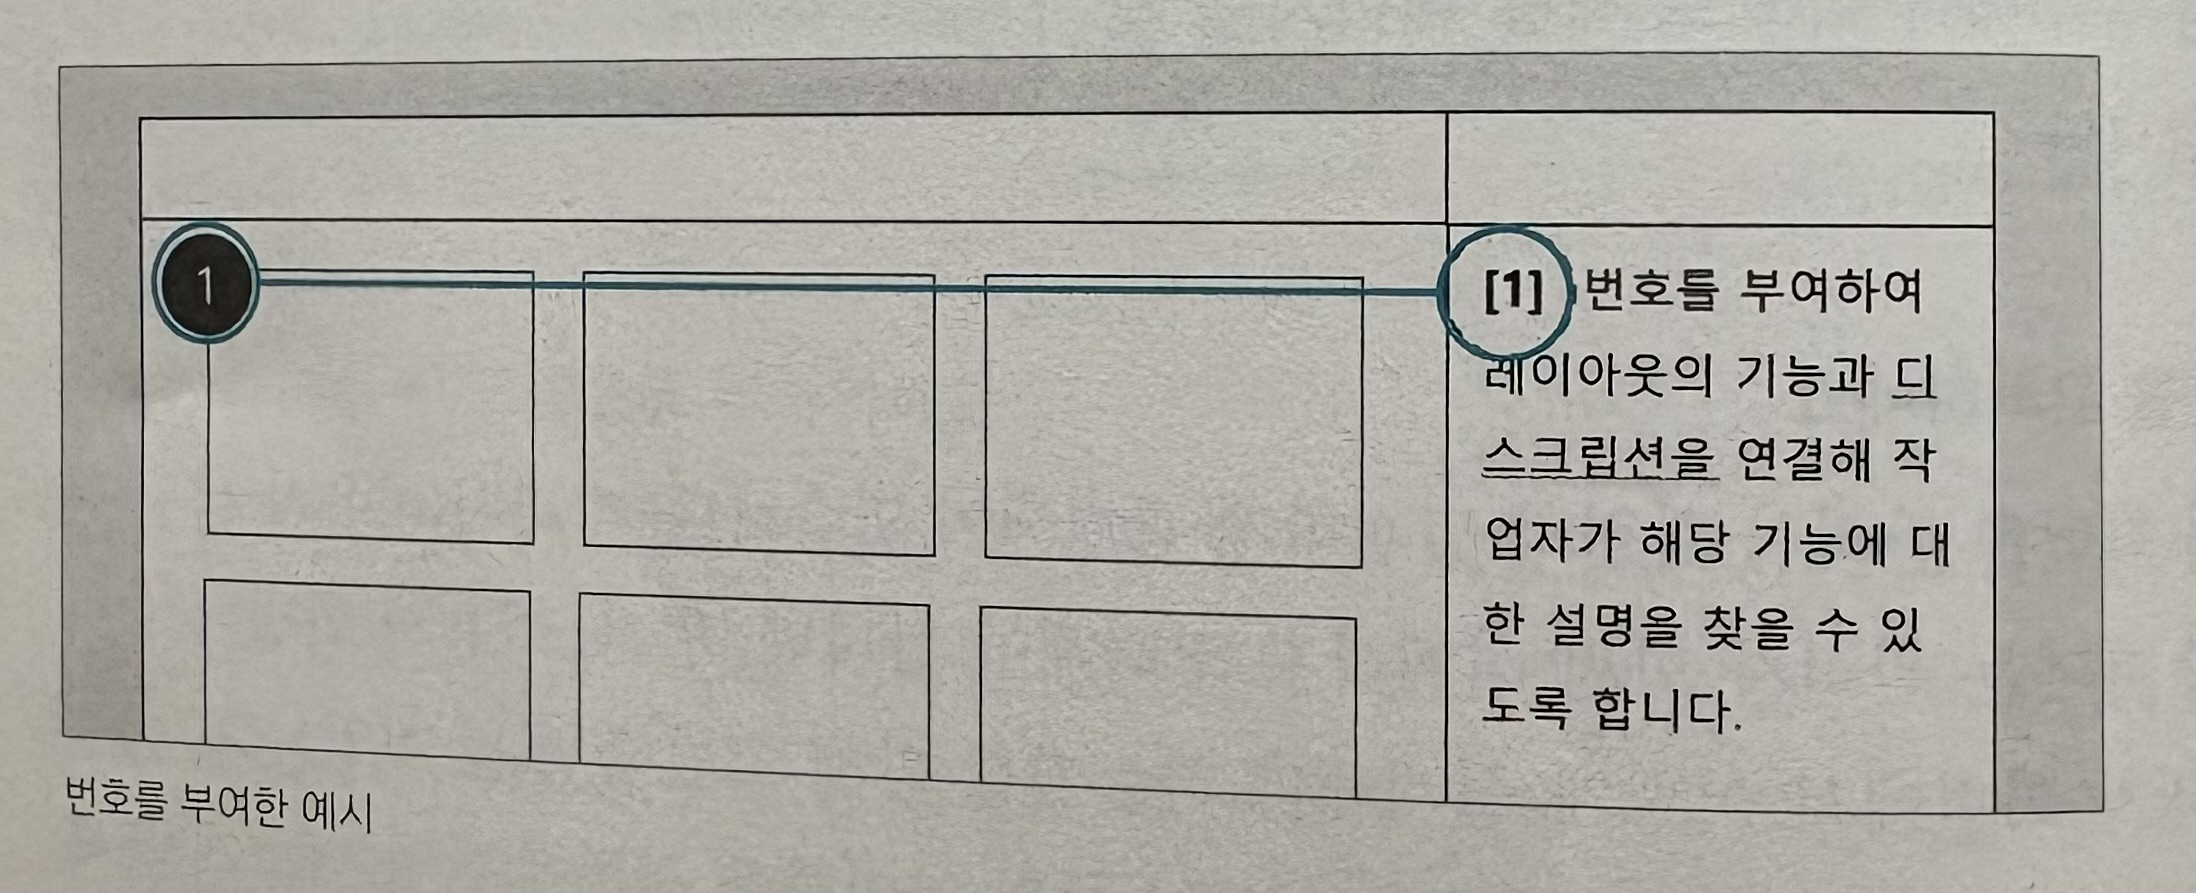 1
[1] 번호를 부여하여
레이아웃의 기능과 디
스크립션을 연결해 작
업자가 해당 기능에 대
한 설명을 찾을 수 있
도록 합니다.
번호를 부여한 예시